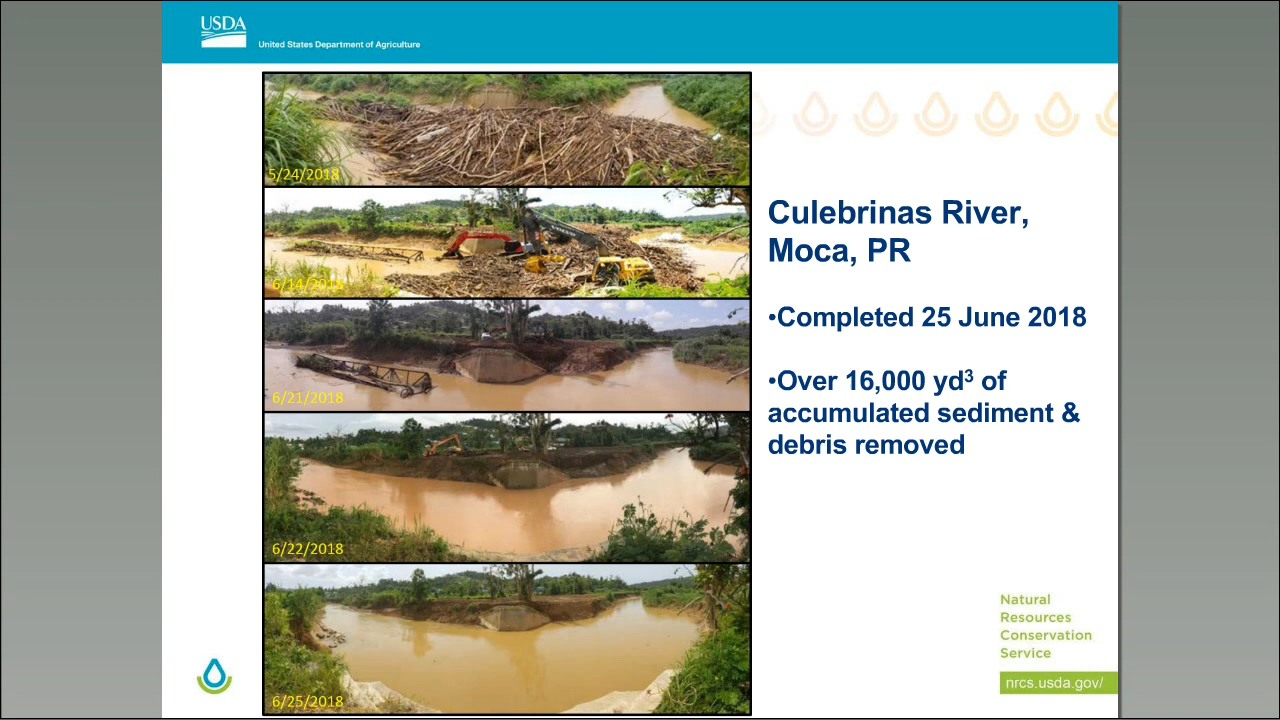 USDA
United States Department of Agriculture
5/24/2018
6/14/2018
6/21/2018
6/22/2018
6/25/2018
Culebrinas River,
Moca, PR
•Completed 25 June 2018
•Over 16,000 yd³ of
accumulated sediment &
debris removed
Natural
Resources
Conservation
Service
nrcs.usda.gov/